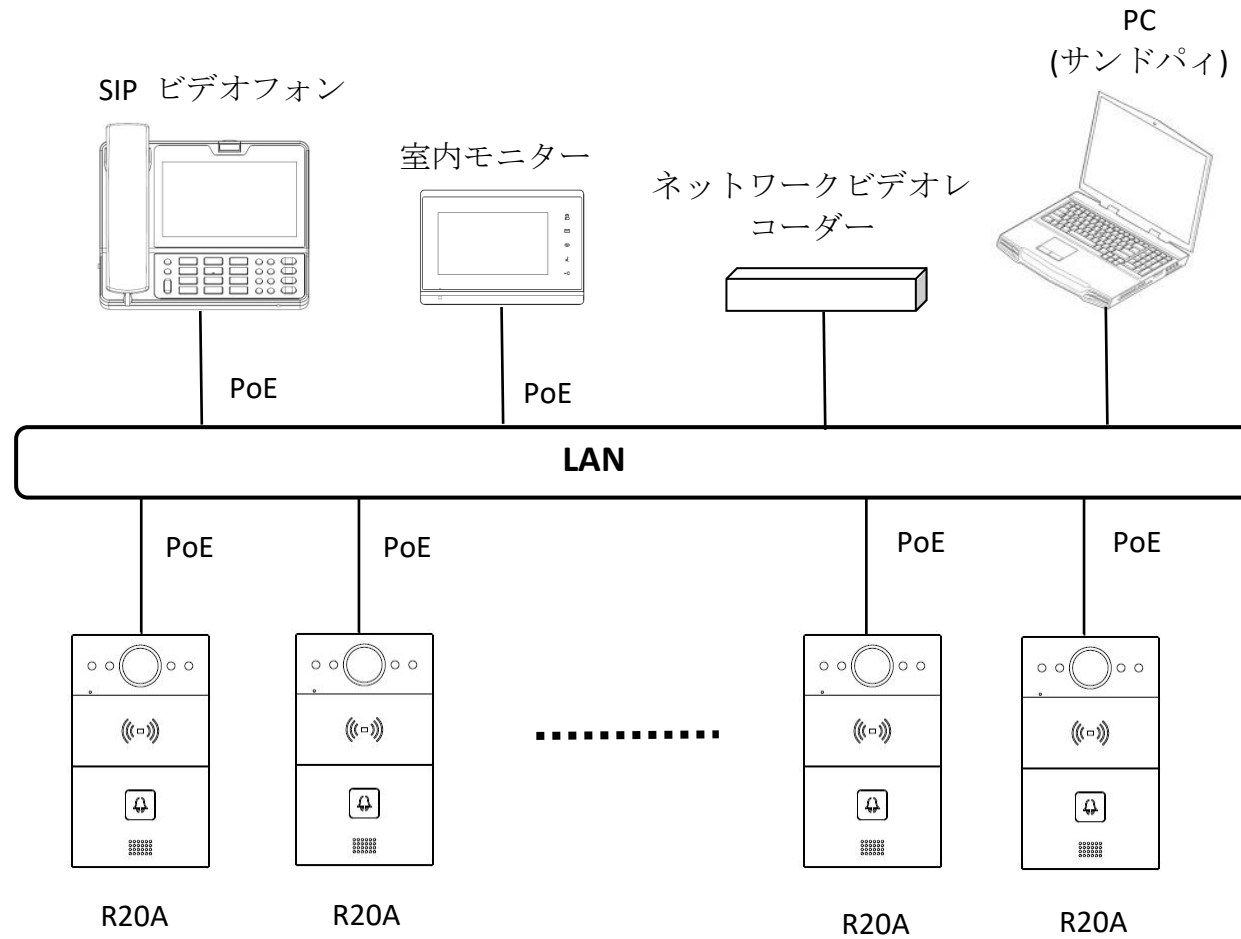 PC
(サンドパィ)
SIP ビデオフォン
室内モニター
ネットワークビデオレ
コーダー
PoE
PoE
LAN
PoE
PoE
PoE
PoE
R20A
R20A
R20A
R20A